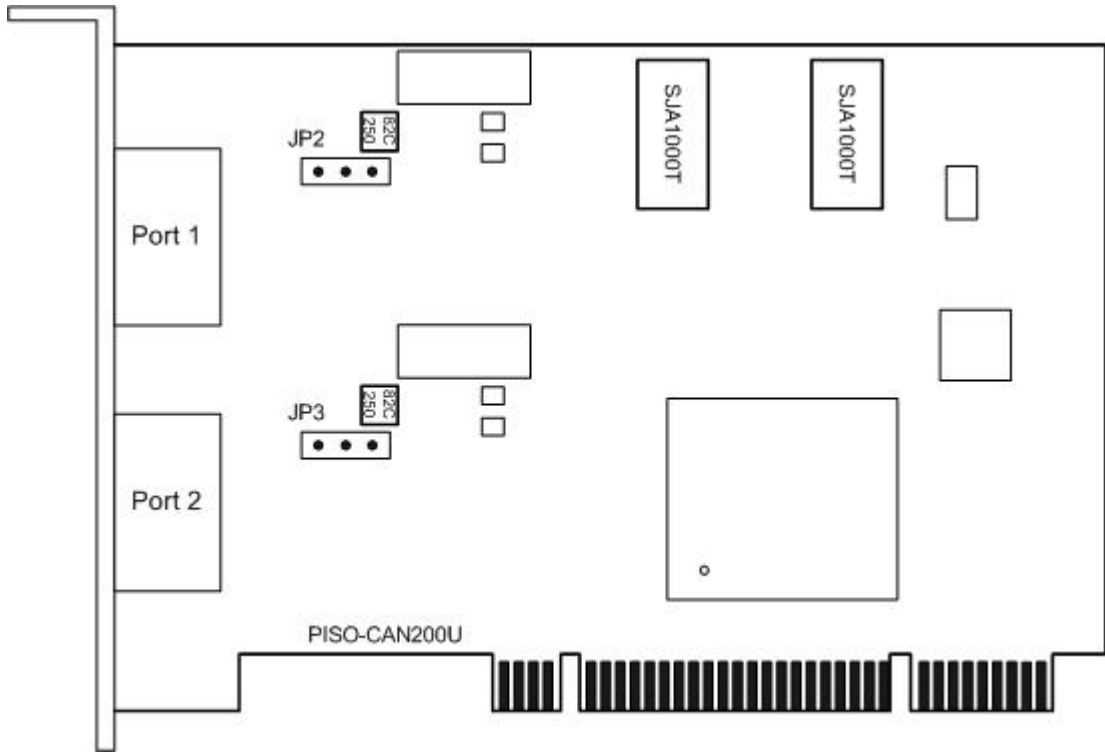 SJA1000T
SJA1000T
82C
250
JP2
Port 1
82C
250
JP3
Port 2
PISO-CAN200U